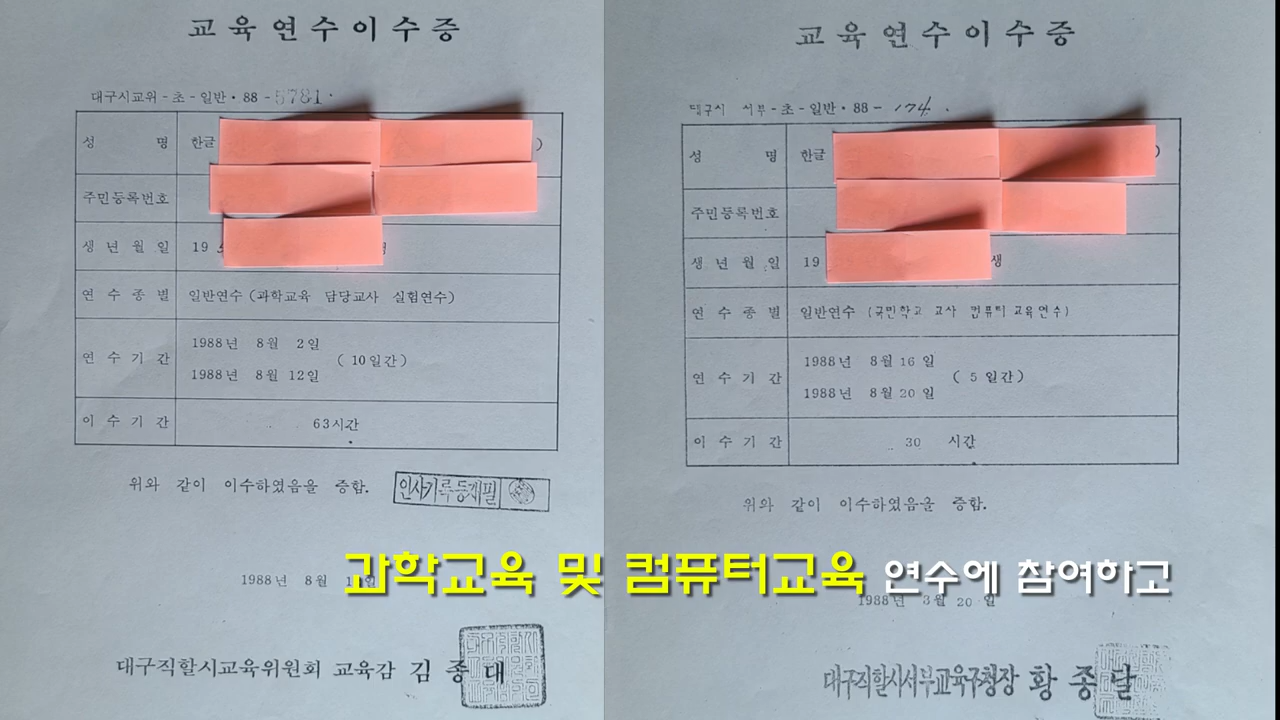 교육연수이수증
대구시교위-초-일반·88-5781·
성 명 한글 )
주민등록번호
생년월일 19
연수종별 일반연수 (과학교육 담당교사 실험연수)
연수기간 1988년 8월 2일
1988년 8월 12일
(10일간)
이수기간 63시간
위와 같이 이수하였음을 증함.
인사기록등재필
1988년 8월
대구직할시교육위원회 교육감 김종대
교육연수이수증
대구시 서부-초-일반·88-174.
성 명 한글 )
주민등록번호
생년월일 19 생
연수종별 일반연수 (국민학교 교사 컴퓨터 교육연수)
연수기간 1988년 8월 16일
1988년 8월 20일
(5일간)
이수기간 30 시간
위와 같이 이수하였음을 증함.
1988년 8월 20일
대구직할시서부교육구청장 황종달
과학교육 및 컴퓨터교육 연수에 참여하고